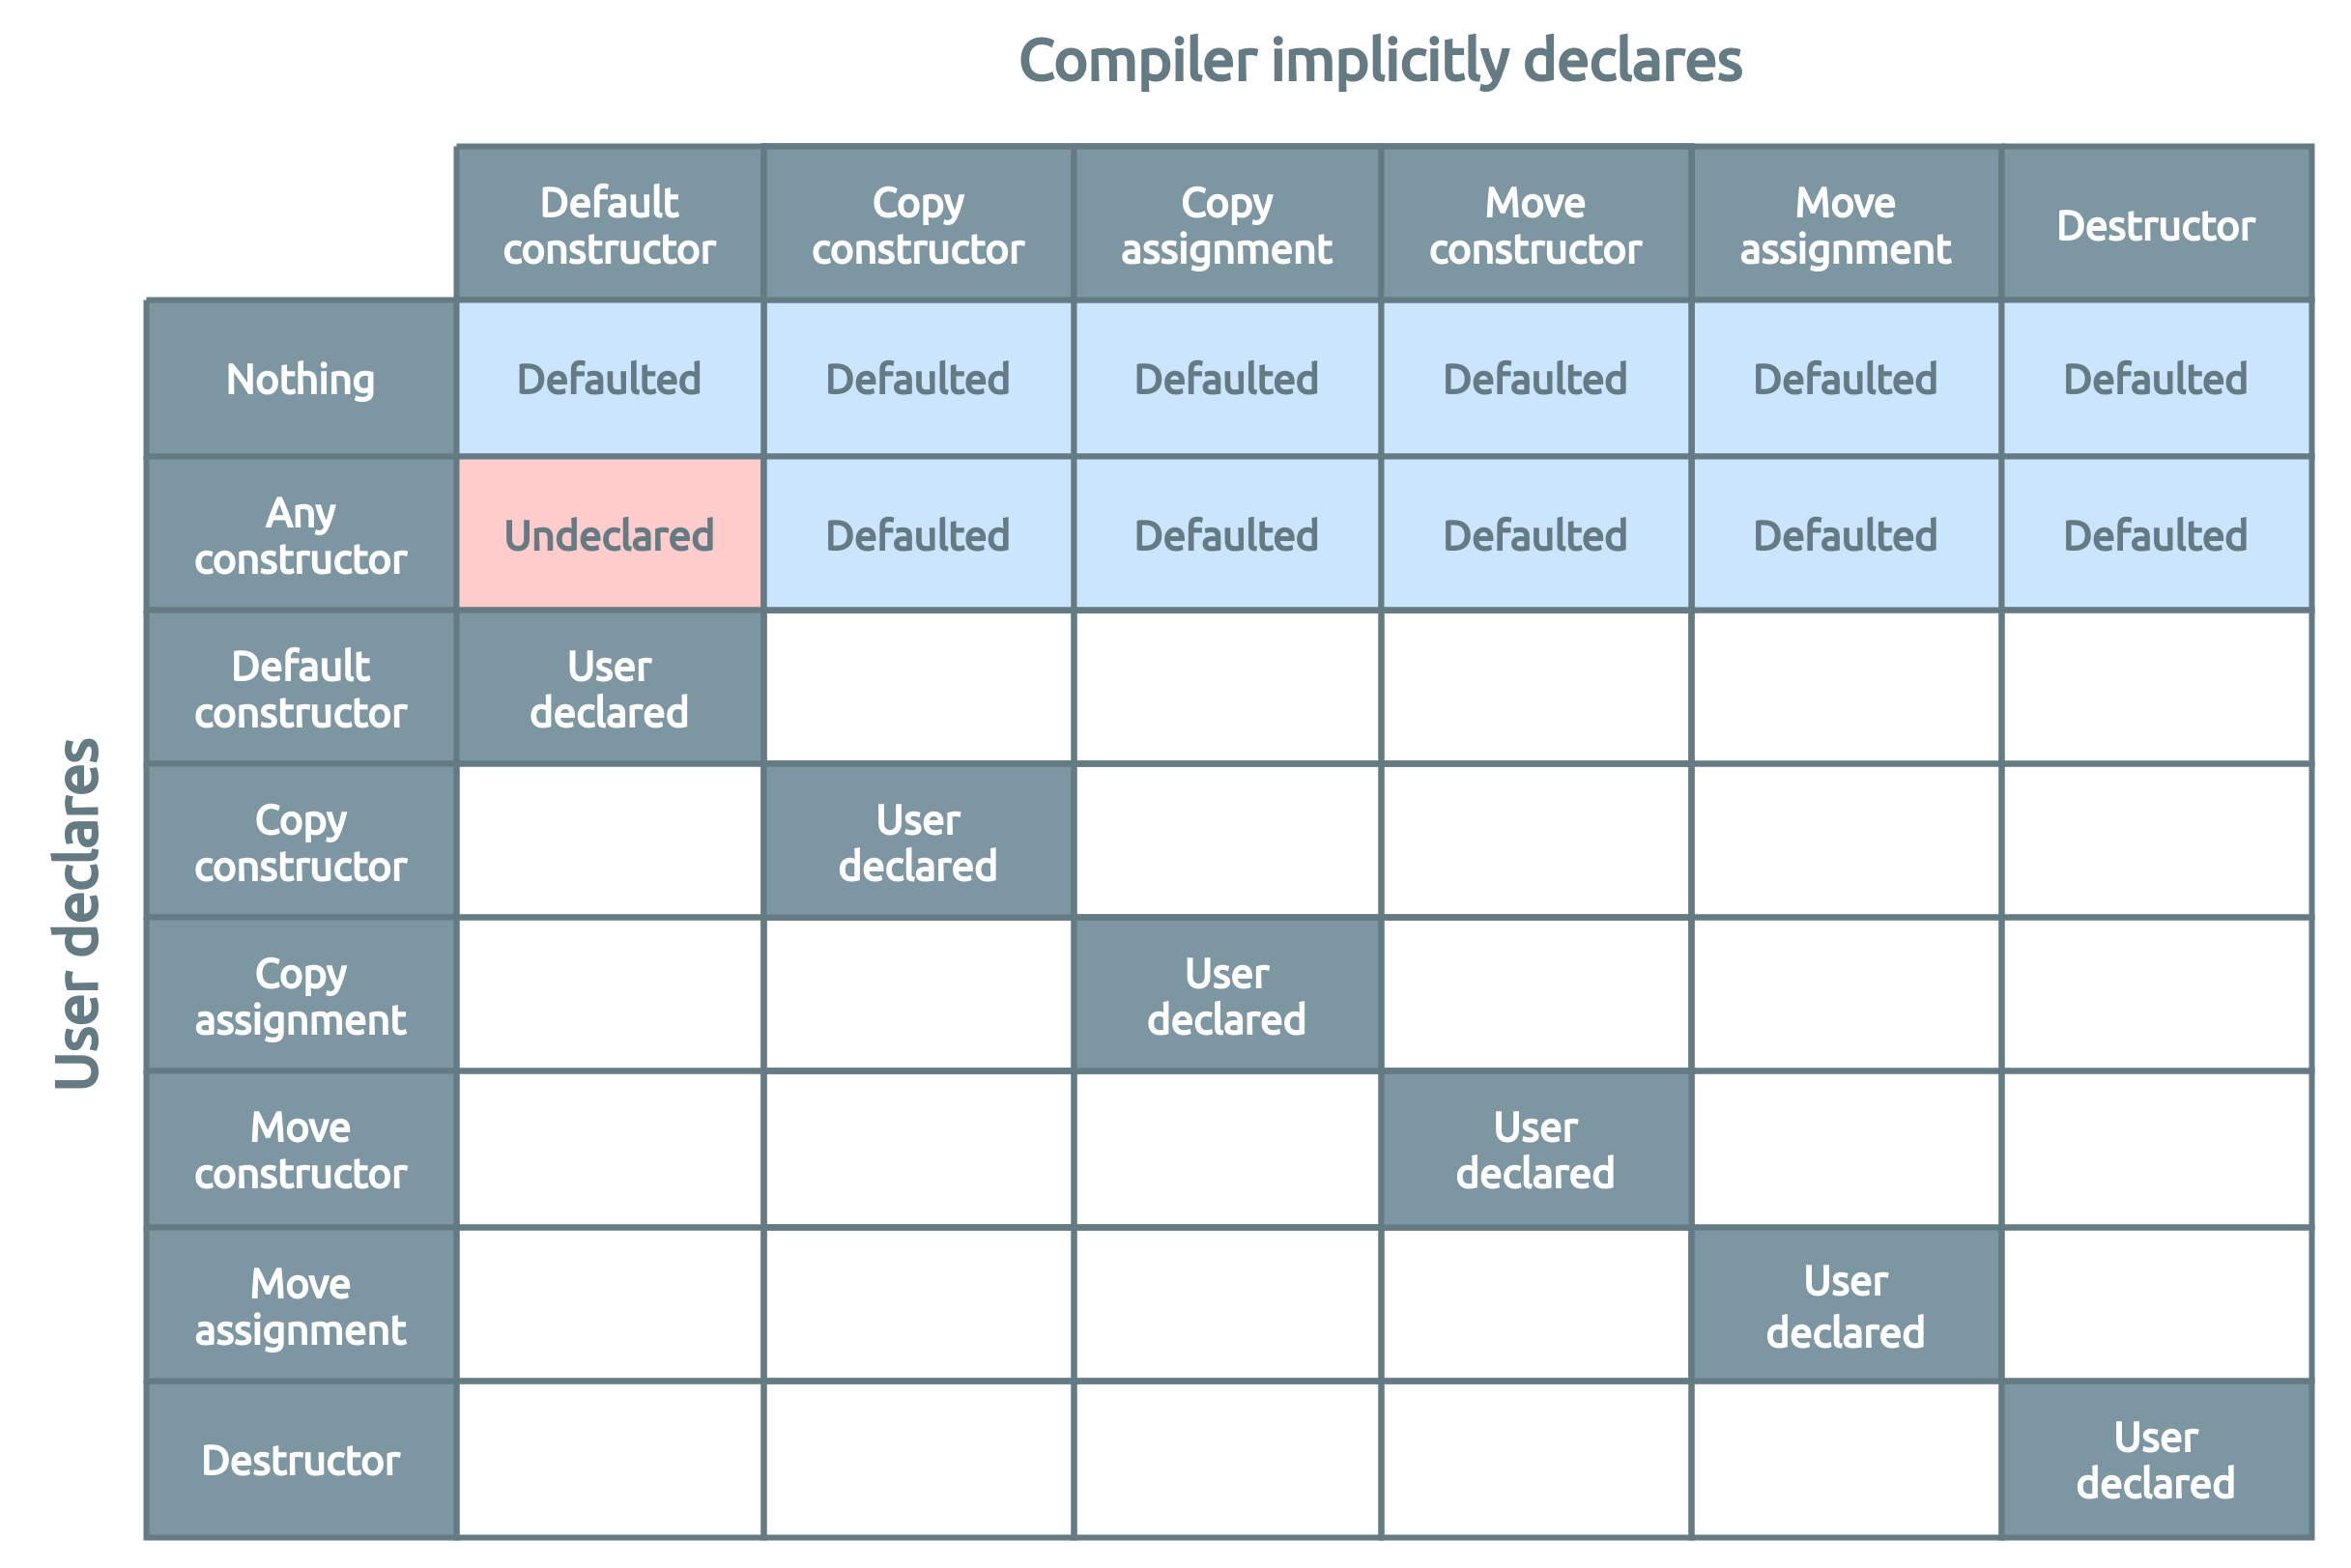 Compiler implicitly declares
Default
constructor
Copy
constructor
Copy
assignment
Move
constructor
Move
assignment
Destructor
User declares
Nothing
Defaulted
Defaulted
Defaulted
Defaulted
Defaulted
Defaulted
Any
constructor
Undeclared
Defaulted
Defaulted
Defaulted
Defaulted
Defaulted
Default
constructor
User
declared
Copy
constructor
User
declared
Copy
assignment
User
declared
Move
constructor
User
declared
Move
assignment
User
declared
Destructor
User
declared